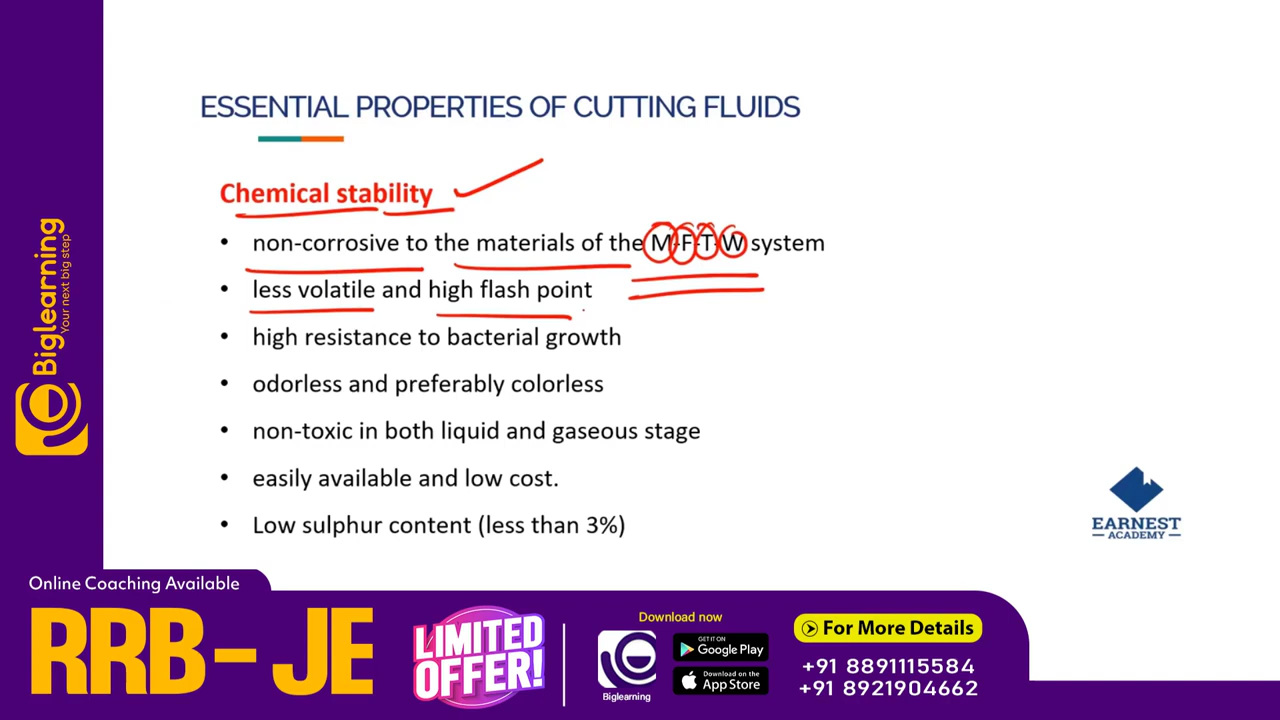 ESSENTIAL PROPERTIES OF CUTTING FLUIDS
Chemical stability
• non-corrosive to the materials of the M-F-T-W system
• less volatile and high flash point
• high resistance to bacterial growth
• odorless and preferably colorless
• non-toxic in both liquid and gaseous stage
• easily available and low cost.
• Low sulphur content (less than 3%)
Biglearning
Your next big step
EARNEST
ACADEMY
Online Coaching Available
RRB-JE
LIMITED
OFFER!
Download now
Biglearning
GET IT ON
Google Play
Download on the
App Store
For More Details
+91 8891115584
+91 8921904662